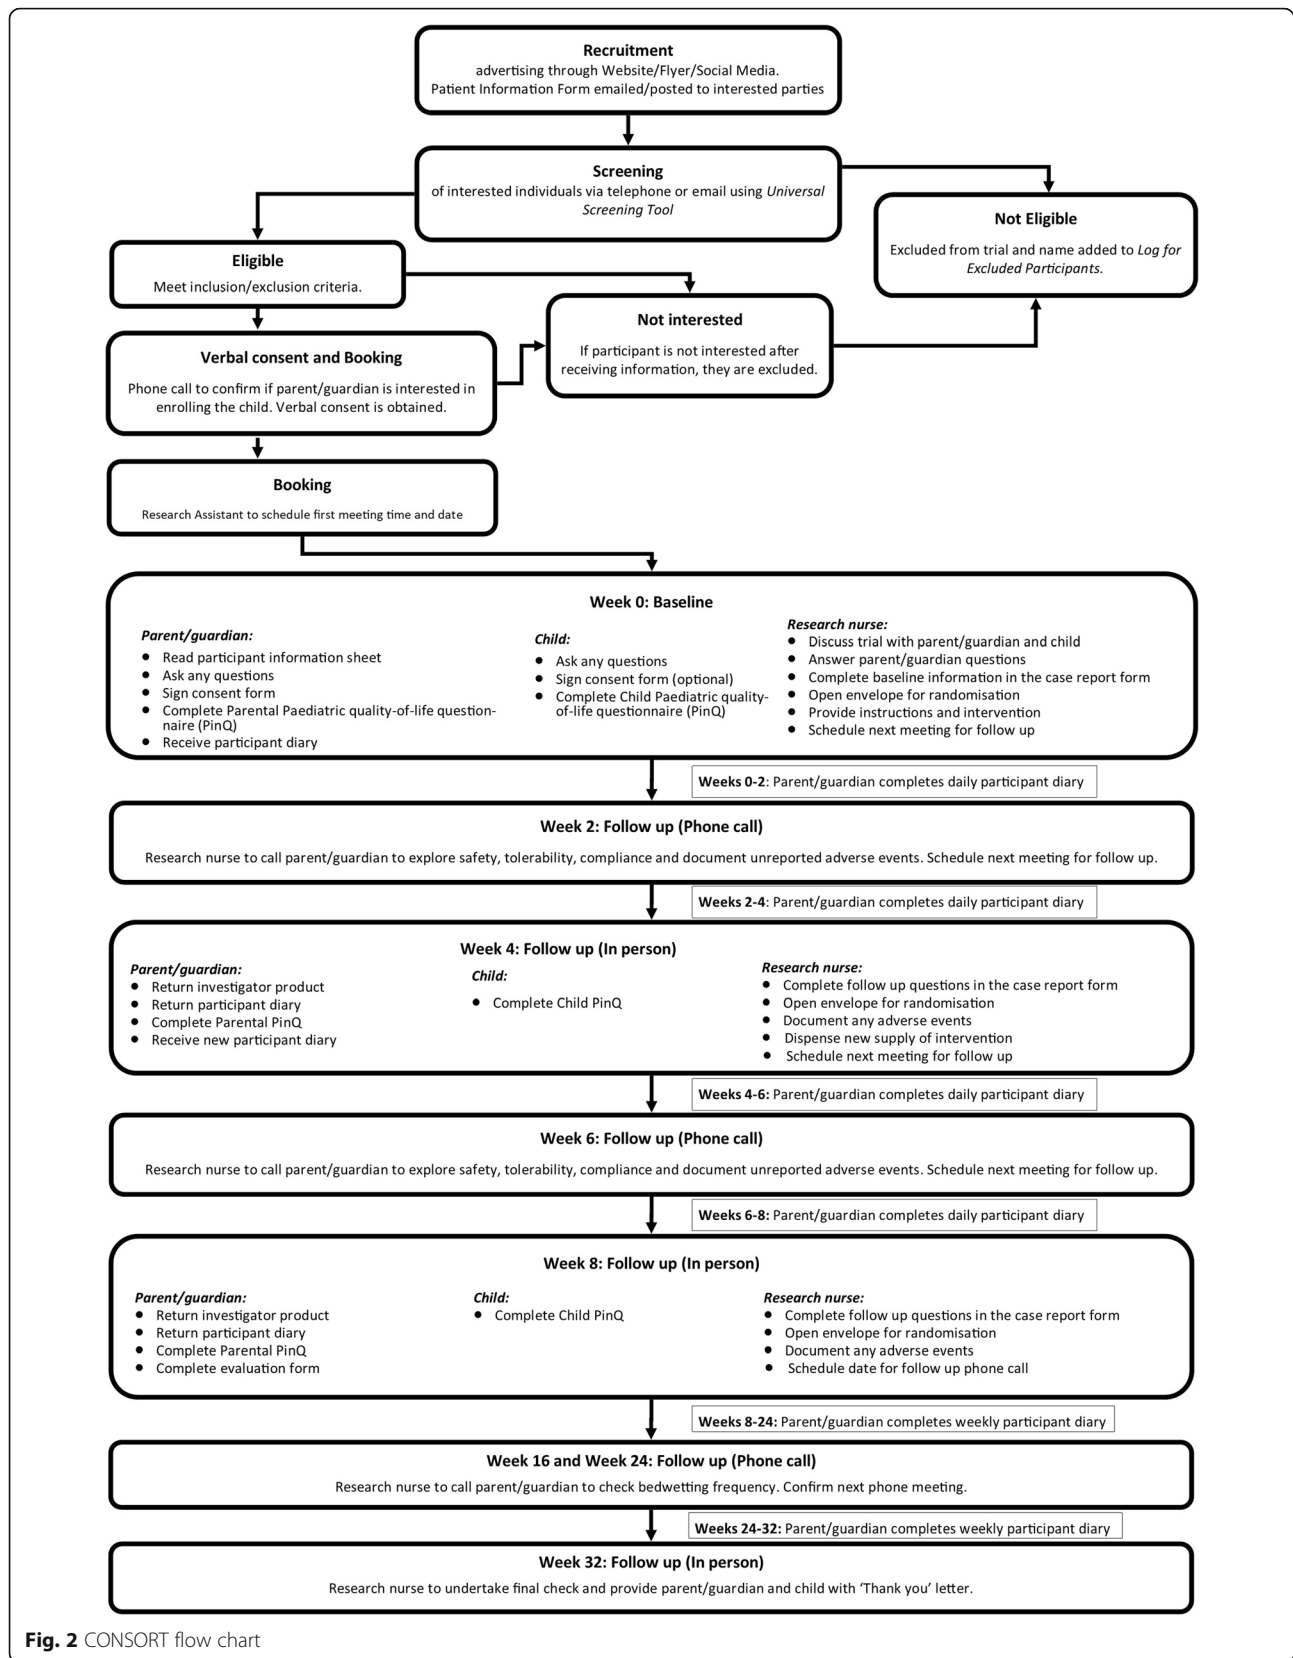 Recruitment
advertising through Website/Flyer/Social Media.
Patient Information Form emailed/posted to interested parties
Screening
of interested individuals via telephone or email using Universal
Screening Tool
Not Eligible
Excluded from trial and name added to Log for
Excluded Participants.
Eligible
Meet inclusion/exclusion criteria.
Not interested
If participant is not interested after
receiving information, they are excluded.
Verbal consent and Booking
Phone call to confirm if parent/guardian is interested in
enrolling the child. Verbal consent is obtained.
Booking
Research Assistant to schedule first meeting time and date
Week 0: Baseline
Parent/guardian:
● Read participant information sheet
● Ask any questions
● Sign consent form
● Complete Parental Paediatric quality-of-life question-
naire (PinQ)
● Receive participant diary
Child:
● Ask any questions
● Sign consent form (optional)
● Complete Child Paediatric quality-
of-life questionnaire (PinQ)
Research nurse:
● Discuss trial with parent/guardian and child
● Answer parent/guardian questions
● Complete baseline information in the case report form
● Open envelope for randomisation
● Provide instructions and intervention
● Schedule next meeting for follow up
Weeks 0-2: Parent/guardian completes daily participant diary
Week 2: Follow up (Phone call)
Research nurse to call parent/guardian to explore safety, tolerability, compliance and document unreported adverse events. Schedule next meeting for follow up.
Weeks 2-4: Parent/guardian completes daily participant diary
Week 4: Follow up (In person)
Parent/guardian:
● Return investigator product
● Return participant diary
● Complete Parental PinQ
● Receive new participant diary
Child:
● Complete Child PinQ
Research nurse:
● Complete follow up questions in the case report form
● Open envelope for randomisation
● Document any adverse events
● Dispense new supply of intervention
● Schedule next meeting for follow up
Weeks 4-6: Parent/guardian completes daily participant diary
Week 6: Follow up (Phone call)
Research nurse to call parent/guardian to explore safety, tolerability, compliance and document unreported adverse events. Schedule next meeting for follow up.
Weeks 6-8: Parent/guardian completes daily participant diary
Week 8: Follow up (In person)
Parent/guardian:
● Return investigator product
● Return participant diary
● Complete Parental PinQ
● Complete evaluation form
Child:
● Complete Child PinQ
Research nurse:
● Complete follow up questions in the case report form
● Open envelope for randomisation
● Document any adverse events
● Schedule date for follow up phone call
Weeks 8-24: Parent/guardian completes weekly participant diary
Week 16 and Week 24: Follow up (Phone call)
Research nurse to call parent/guardian to check bedwetting frequency. Confirm next phone meeting.
Weeks 24-32: Parent/guardian completes weekly participant diary
Week 32: Follow up (In person)
Research nurse to undertake final check and provide parent/guardian and child with ‘Thank you’ letter.
Fig. 2 CONSORT flow chart